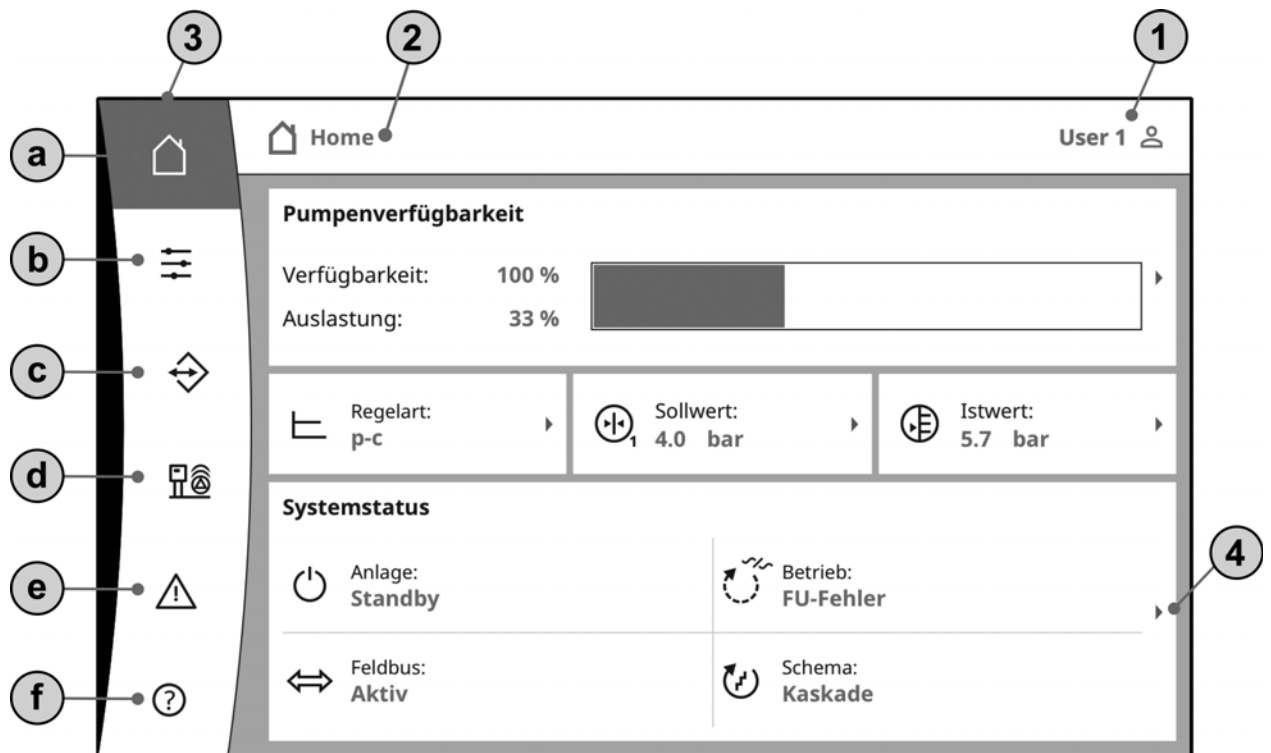 3
2
1
a
Home
User 1
b
Pumpenverfügbarkeit
Verfügbarkeit: 100 %
Auslastung: 33 %
c
Regelart:
p-c
1
Sollwert:
4.0 bar
Istwert:
5.7 bar
d
Systemstatus
4
e
Anlage:
Standby
Betrieb:
FU-Fehler
f
?
Feldbus:
Aktiv
Schema:
Kaskade